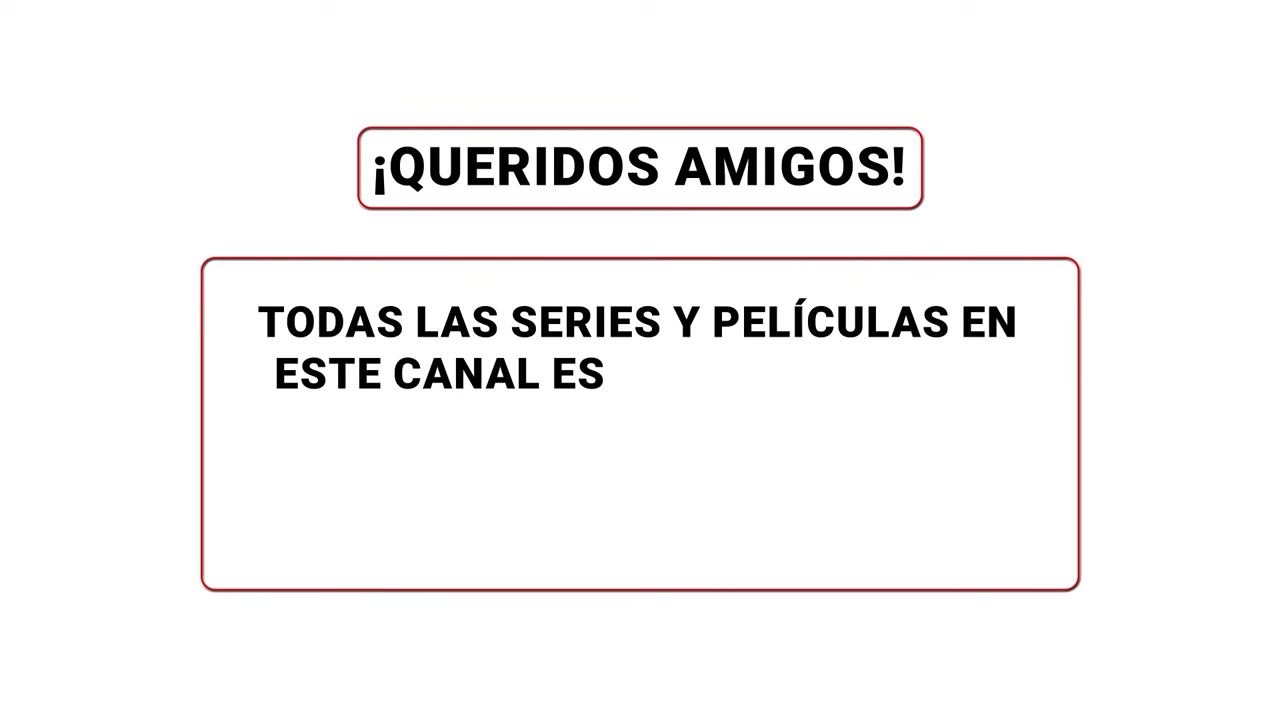 ¡QUERIDOS AMIGOS!
TODAS LAS SERIES Y PELÍCULAS EN
ESTE CANAL ES